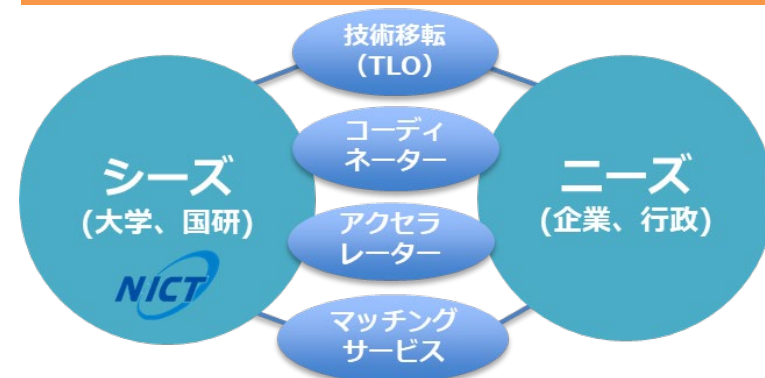 技術移転
（TLO）
コーディ
ネーター
アクセラ
レーター
マッチング
サービス
シーズ
(大学、国研)
NICT
ニーズ
(企業、行政)